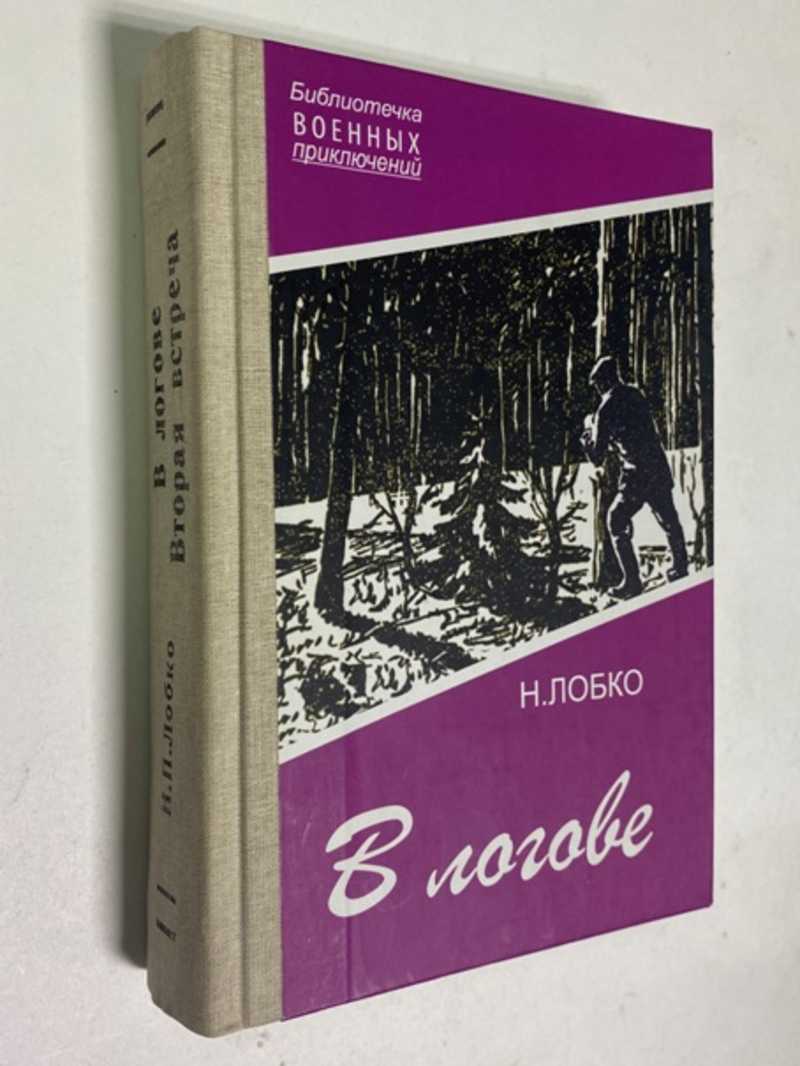 Библиотечка
ВОЕННЫХ
приключений
Н.ЛОБКО
В логове
Н.П.Лобко
В логове
Вторая встреча